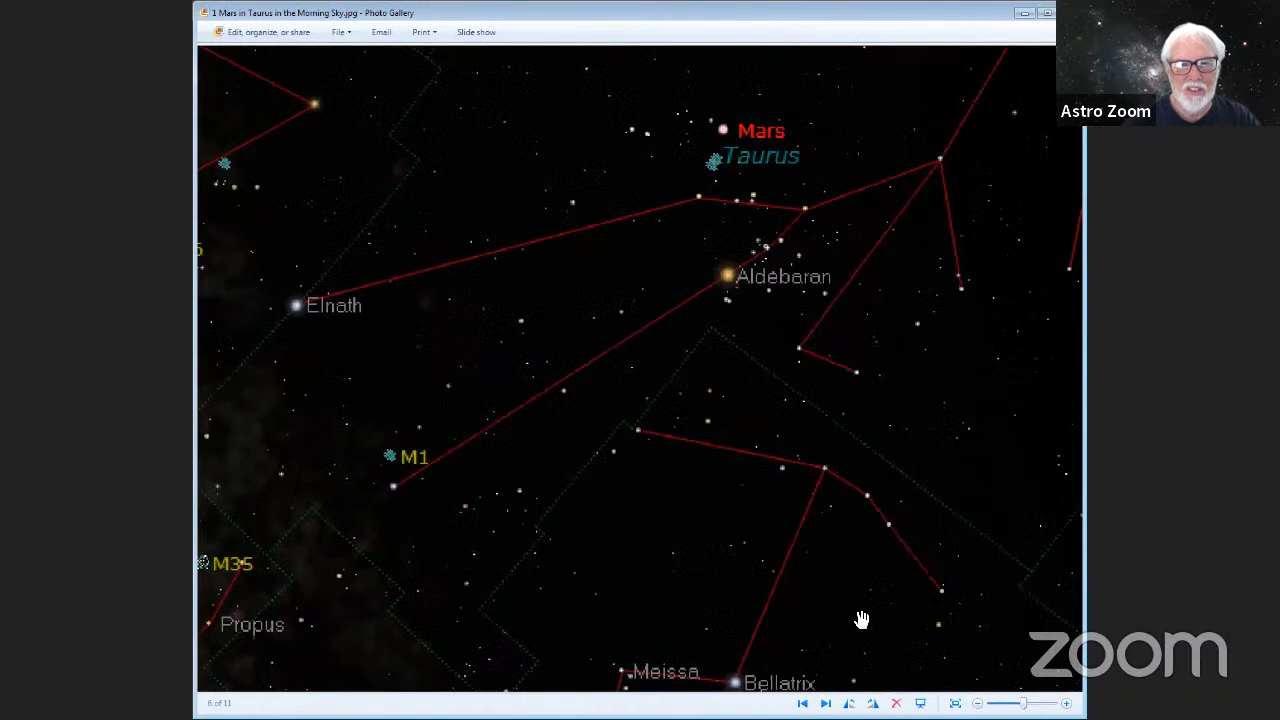 1 Mars in Taurus in the Morning Sky.jpg - Photo Gallery
Edit, organize, or share File Email Print Slide show
Astro Zoom
Mars
Taurus
Aldebaran
Elnath
M1
M35
Propus
Meissa
Bellatrix
zoom
6 of 11